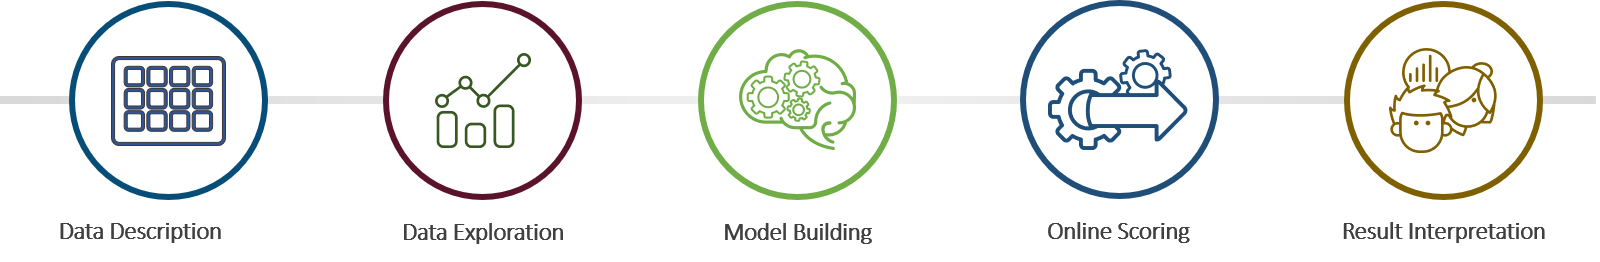 Data Description
Data Exploration
Model Building
Online Scoring
Result Interpretation